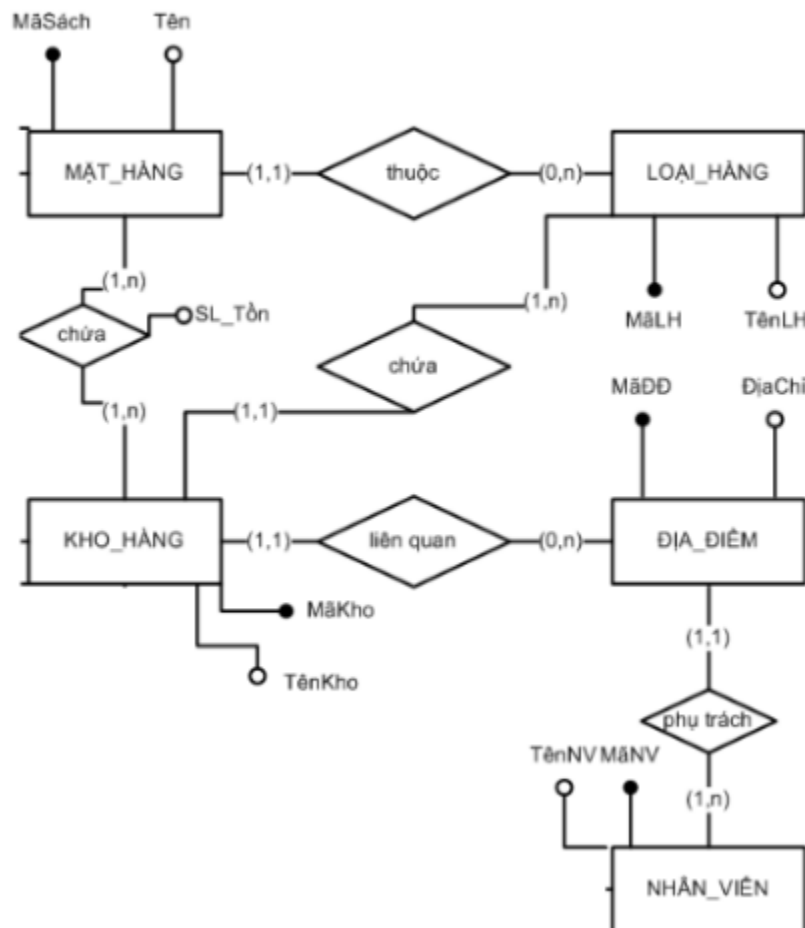 MãSách Tên
MẶT_HÀNG (1,1) thuộc (0,n) LOẠI_HÀNG
(1,n) (1,n)
SL_Tồn
MãLH TênLH
chứa
chứa
MãĐĐ ĐịaChỉ
(1,n) (1,1)
KHO_HÀNG (1,1) liên quan (0,n) ĐỊA_ĐIỂM
MãKho
(1,1)
TênKho
phụ trách
TênNV MãNV
(1,n)
NHÂN_VIÊN